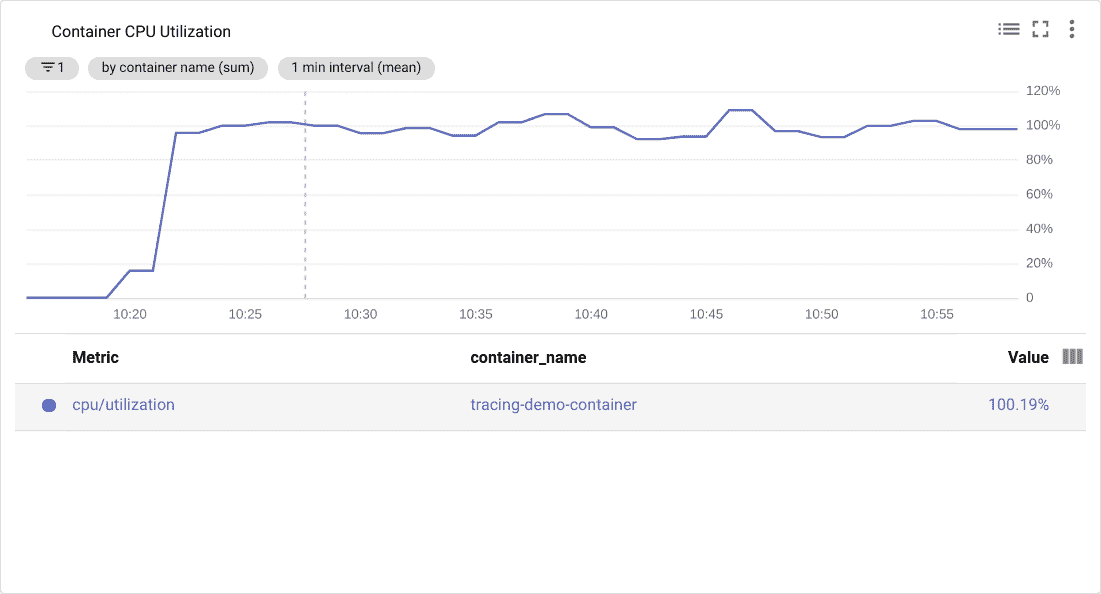 Container CPU Utilization
1 by container name (sum) 1 min interval (mean)
120%
100%
80%
60%
40%
20%
0
10:20 10:25 10:30 10:35 10:40 10:45 10:50 10:55
Metric container_name Value
cpu/utilization tracing-demo-container 100.19%